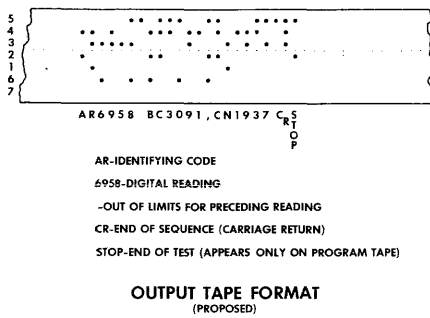 5
4
3
2
1
6
7
AR6958 BC3091,CN1937 CR STOP
AR-IDENTIFYING CODE
6958-DIGITAL READING
-OUT OF LIMITS FOR PRECEDING READING
CR-END OF SEQUENCE (CARRIAGE RETURN)
STOP-END OF TEST (APPEARS ONLY ON PROGRAM TAPE)
OUTPUT TAPE FORMAT
(PROPOSED)